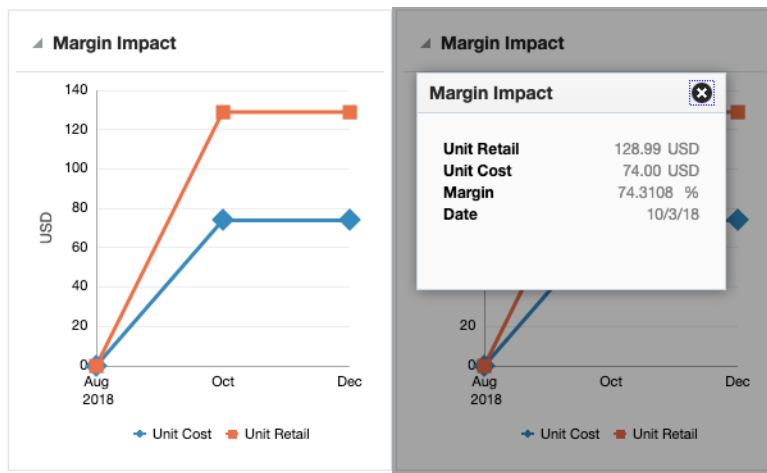 Margin Impact
140
120
100
80
60
40
20
0
USD
Aug
2018
Oct
Dec
Unit Cost
Unit Retail
Margin Impact
Margin Impact
Unit Retail 128.99 USD
Unit Cost 74.00 USD
Margin 74.3108 %
Date 10/3/18
20
0
Aug
2018
Oct
Dec
Unit Cost
Unit Retail